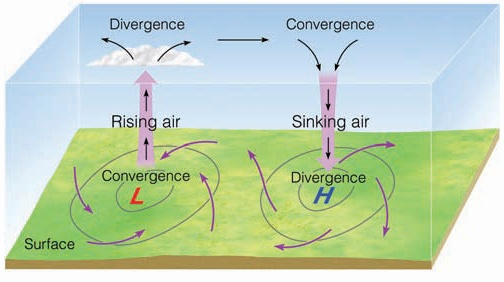 Divergence
Convergence
Rising air
Sinking air
Convergence
L
Divergence
H
Surface